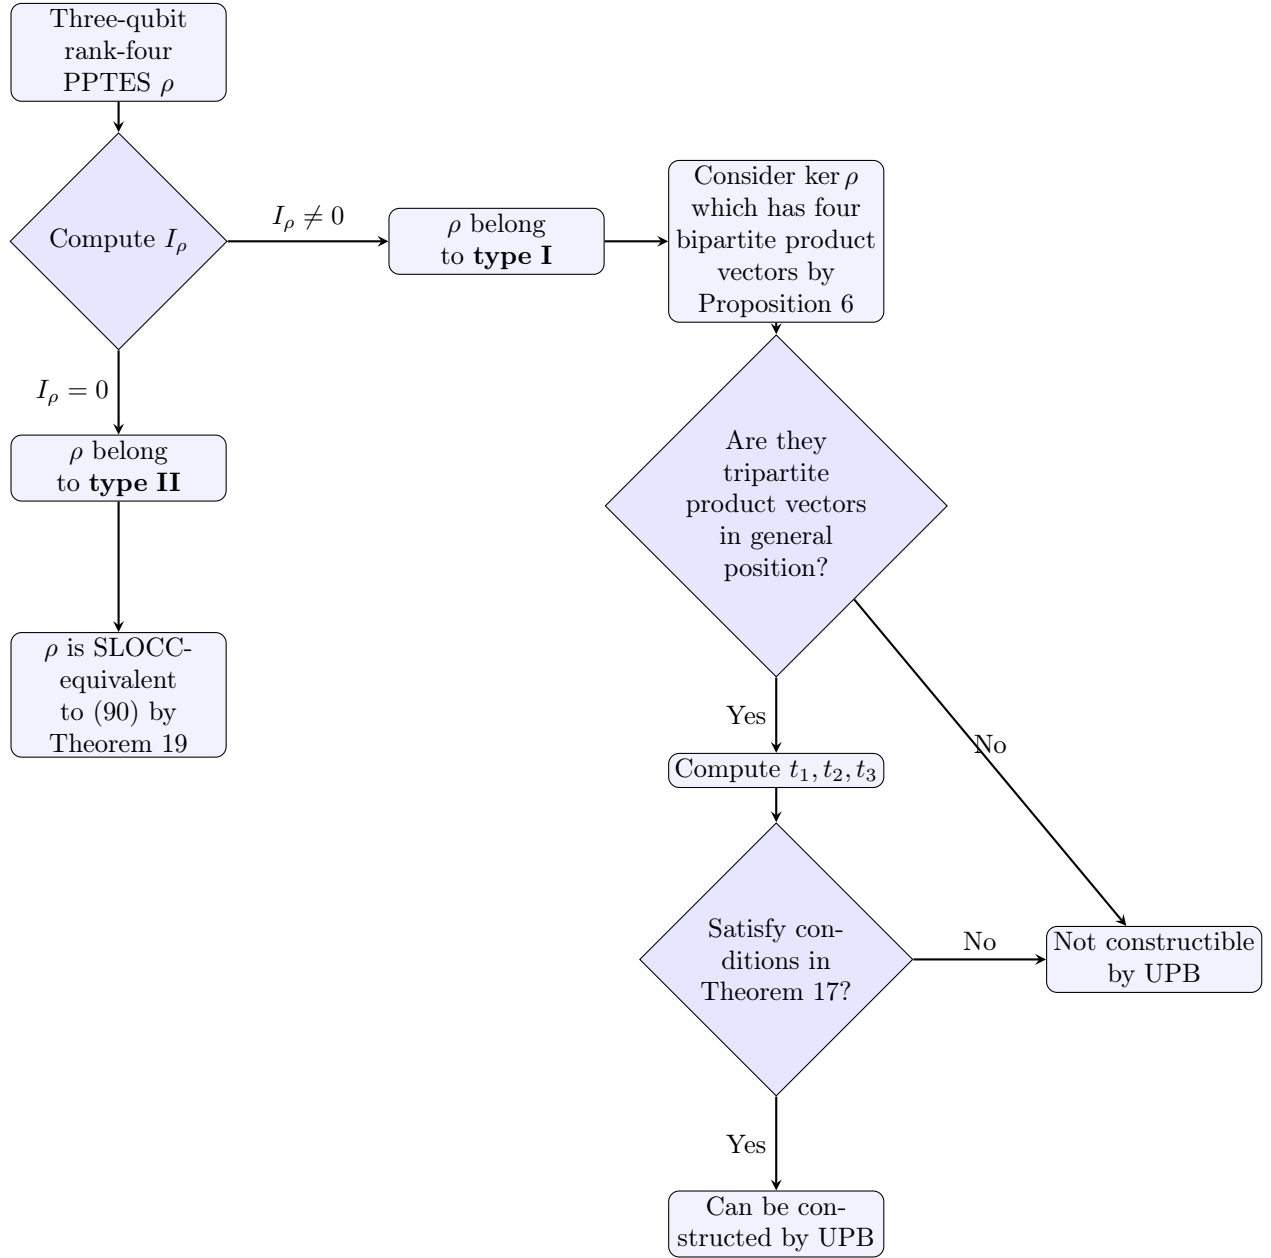 Three-qubit
rank-four
PPTES ρ
Compute I_ρ
I_ρ ≠ 0
ρ belong
to type I
Consider ker ρ
which has four
bipartite product
vectors by
Proposition 6
I_ρ = 0
ρ belong
to type II
Are they
tripartite
product vectors
in general
position?
ρ is SLOCC-
equivalent
to (90) by
Theorem 19
Yes
No
Compute t₁, t₂, t₃
Satisfy con-
ditions in
Theorem 17?
No
Not constructible
by UPB
Yes
Can be con-
structed by UPB